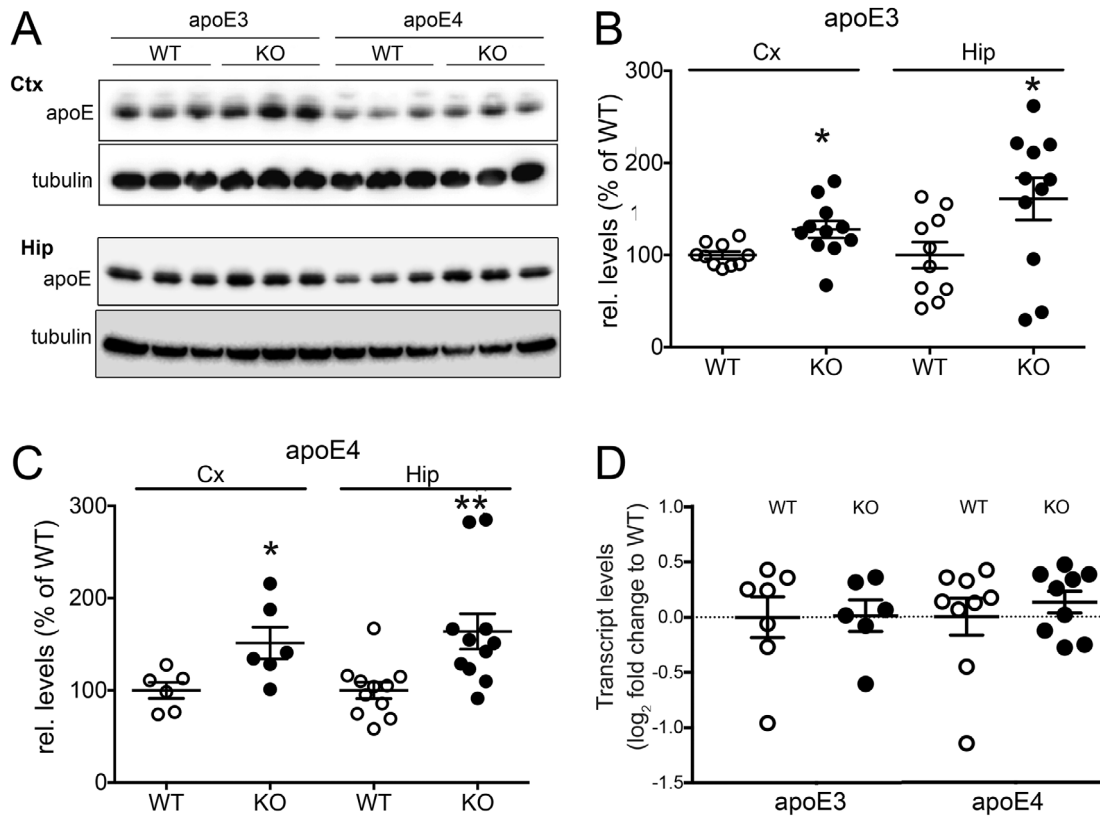 A
apoE3 apoE4
WT KO WT KO
Ctx
apoE
tubulin
Hip
apoE
tubulin
B
apoE3
Cx Hip
rel. levels (% of WT)
300
200
100
0
* *
WT KO WT KO
C
apoE4
Cx Hip
rel. levels (% of WT)
300
200
100
0
* **
WT KO WT KO
D
Transcript levels
(log2 fold change to WT)
1.0
0.5
0.0
-0.5
-1.0
-1.5
WT KO WT KO
apoE3 apoE4